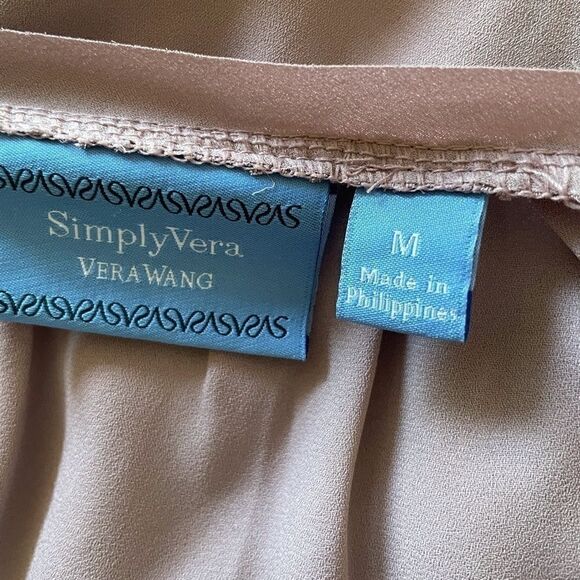 SimplyVera
VERA WANG
M
Made in
Philippines